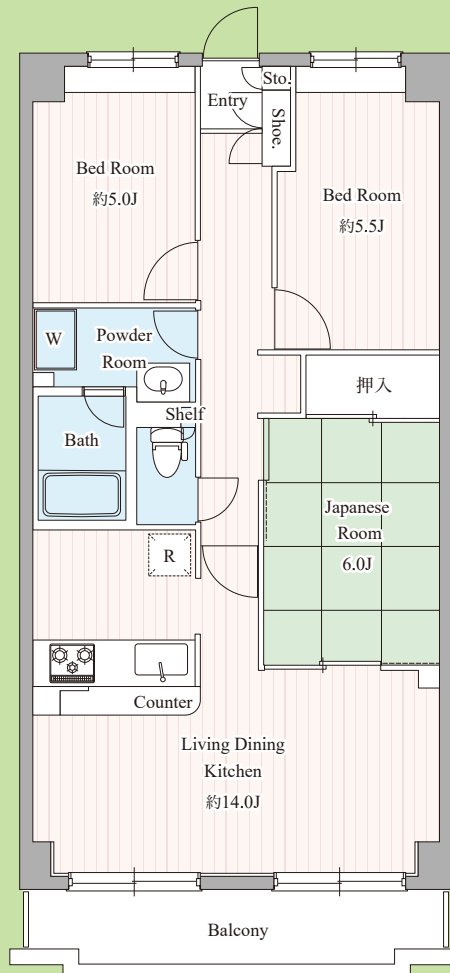 Sto.
Entry
Shoe.
Bed Room
約5.0J
Bed Room
約5.5J
W
Powder
Room
押入
Shelf
Bath
Japanese
Room
6.0J
R
Counter
Living Dining
Kitchen
約14.0J
Balcony